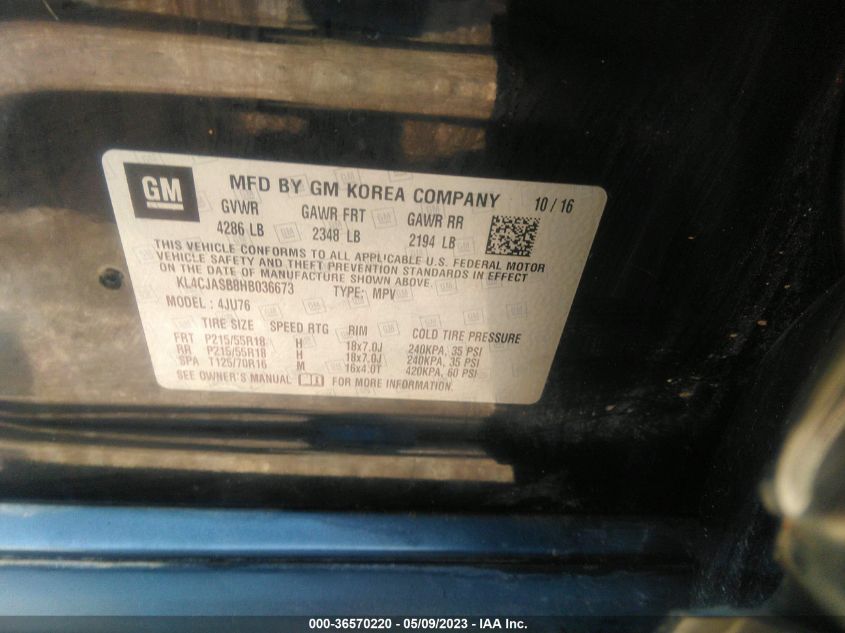 GM
MFD BY GM KOREA COMPANY 10 / 16
GVWR GAWR FRT GAWR RR
4286 LB 2348 LB 2194 LB
THIS VEHICLE CONFORMS TO ALL APPLICABLE U.S. FEDERAL MOTOR
VEHICLE SAFETY AND THEFT PREVENTION STANDARDS IN EFFECT
ON THE DATE OF MANUFACTURE SHOWN ABOVE.
KL4CJASB8HB036673 TYPE: MPV
MODEL : 4JU76
TIRE SIZE SPEED RTG RIM COLD TIRE PRESSURE
FRT P215/55R18 H 18x7.0J 240KPA, 35 PSI
RR P215/55R18 H 18x7.0J 240KPA, 35 PSI
SPA T125/70R16 M 16x4.0T 420KPA, 60 PSI
SEE OWNER'S MANUAL FOR MORE INFORMATION.
000-36570220 - 05/09/2023 - IAA Inc.